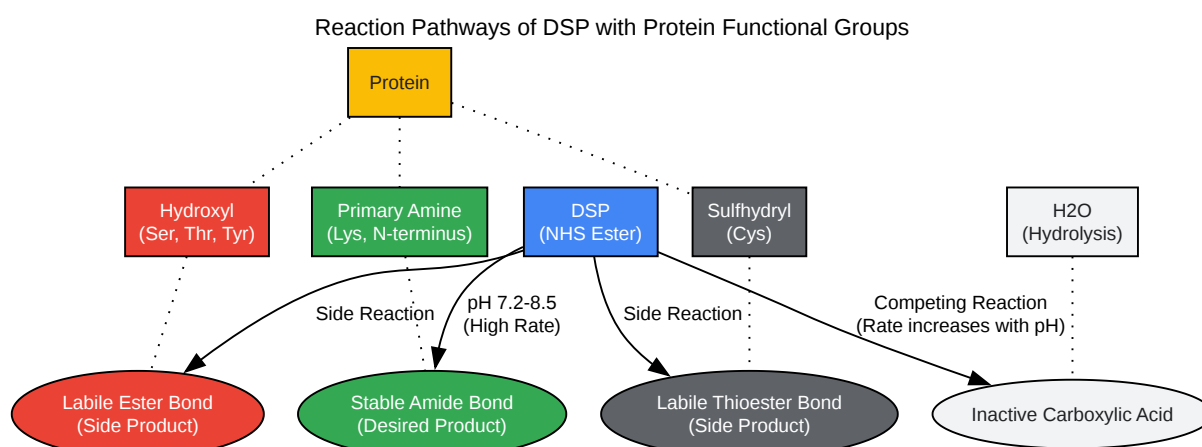 Reaction Pathways of DSP with Protein Functional Groups
Protein
Hydroxyl
(Ser, Thr, Tyr)
Primary Amine
(Lys, N-terminus)
DSP
(NHS Ester)
Sulfhydryl
(Cys)
H2O
(Hydrolysis)
Side Reaction
pH 7.2-8.5
(High Rate)
Side Reaction
Competing Reaction
(Rate increases with pH)
Labile Ester Bond
(Side Product)
Stable Amide Bond
(Desired Product)
Labile Thioester Bond
(Side Product)
Inactive Carboxylic Acid